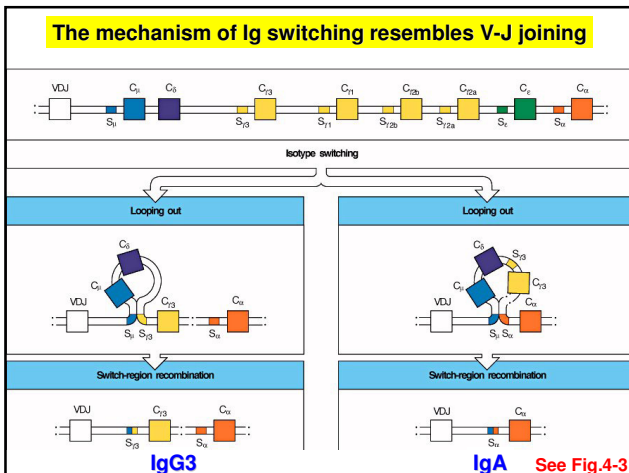 The mechanism of Ig switching resembles V-J joining
VDJ Cμ Cδ Cγ3 Cγ1 Cγ2b Cγ2a Cε Cα
Sμ Sγ3 Sγ1 Sγ2b Sγ2a Sε Sα
Isotype switching
Looping out
Cδ
Cμ
VDJ Cγ3 Cα
Sμ Sγ3 Sα
Switch-region recombination
VDJ Cγ3 Cα
Sγ3 Sα
IgG3
Looping out
Cδ Sγ3
Cμ Cγ3
VDJ Cα
Sμ Sα
Switch-region recombination
VDJ Cα
Sα
IgA
See Fig.4-3